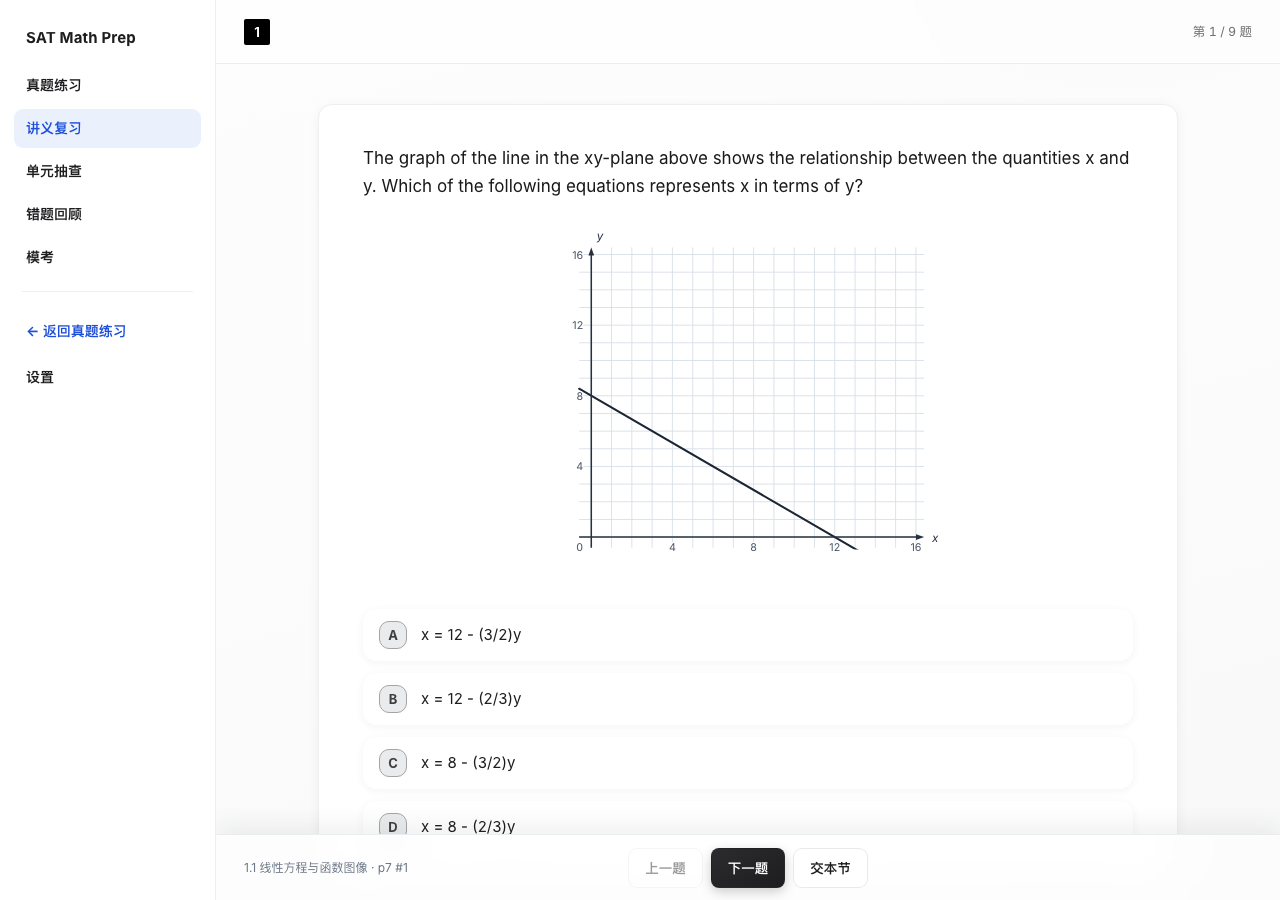 SAT Math Prep
真题练习
讲义复习
单元抽查
错题回顾
模考
← 返回真题练习
设置
1
第 1 / 9 题
The graph of the line in the xy-plane above shows the relationship between the quantities x and
y. Which of the following equations represents x in terms of y?
y
16
12
8
4
0
4
8
12
16
x
A x = 12 - (3/2)y
B x = 12 - (2/3)y
C x = 8 - (3/2)y
D x = 8 - (2/3)y
1.1 线性方程与函数图像 · p7 #1
上一题
下一题
交本节